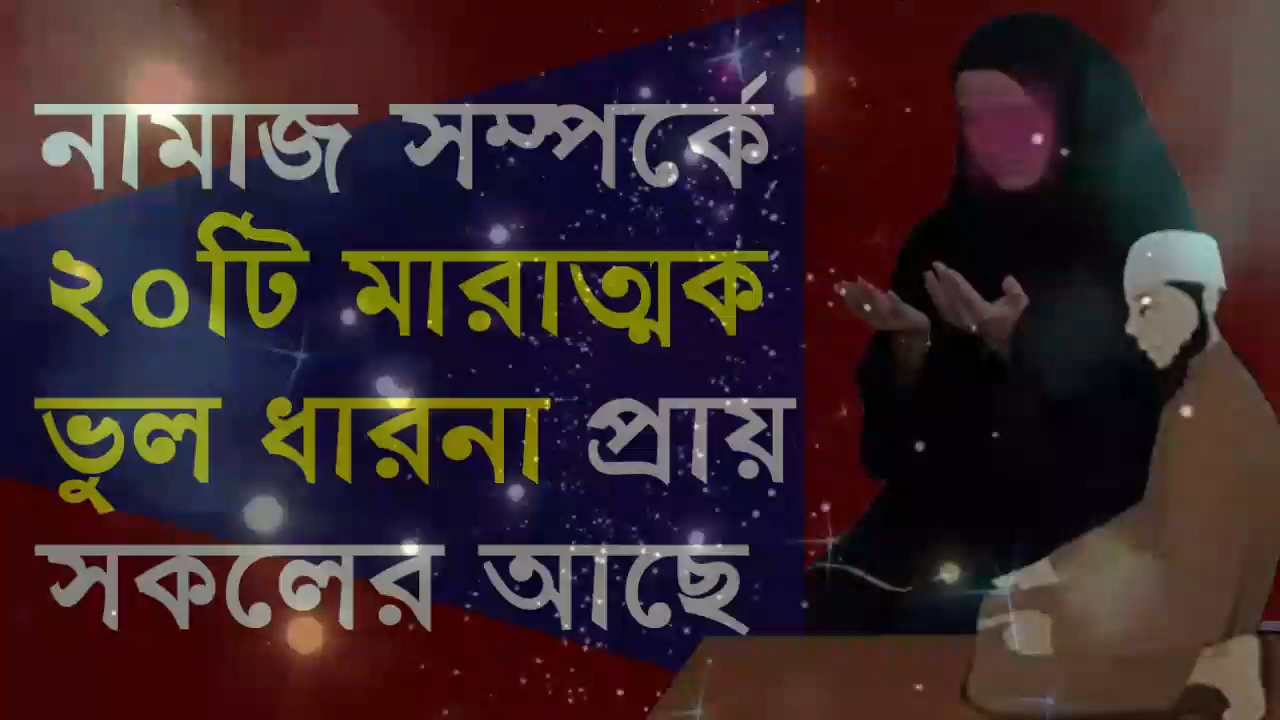 নামাজ সম্পর্কে
২০টি মারাত্মক
ভুল ধারনা প্রায়
সকলের আছে